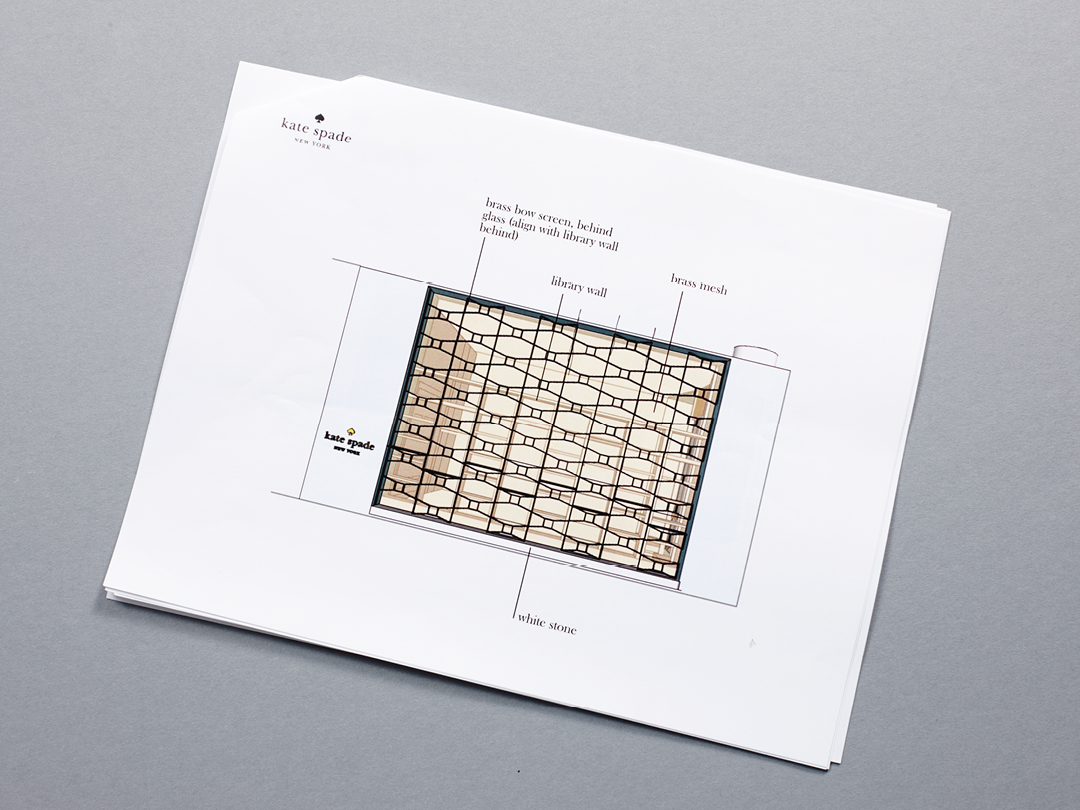 kate spade
NEW YORK
brass bow screen, behind
glass (align with library wall
behind)
library wall
brass mesh
kate spade
NEW YORK
white stone